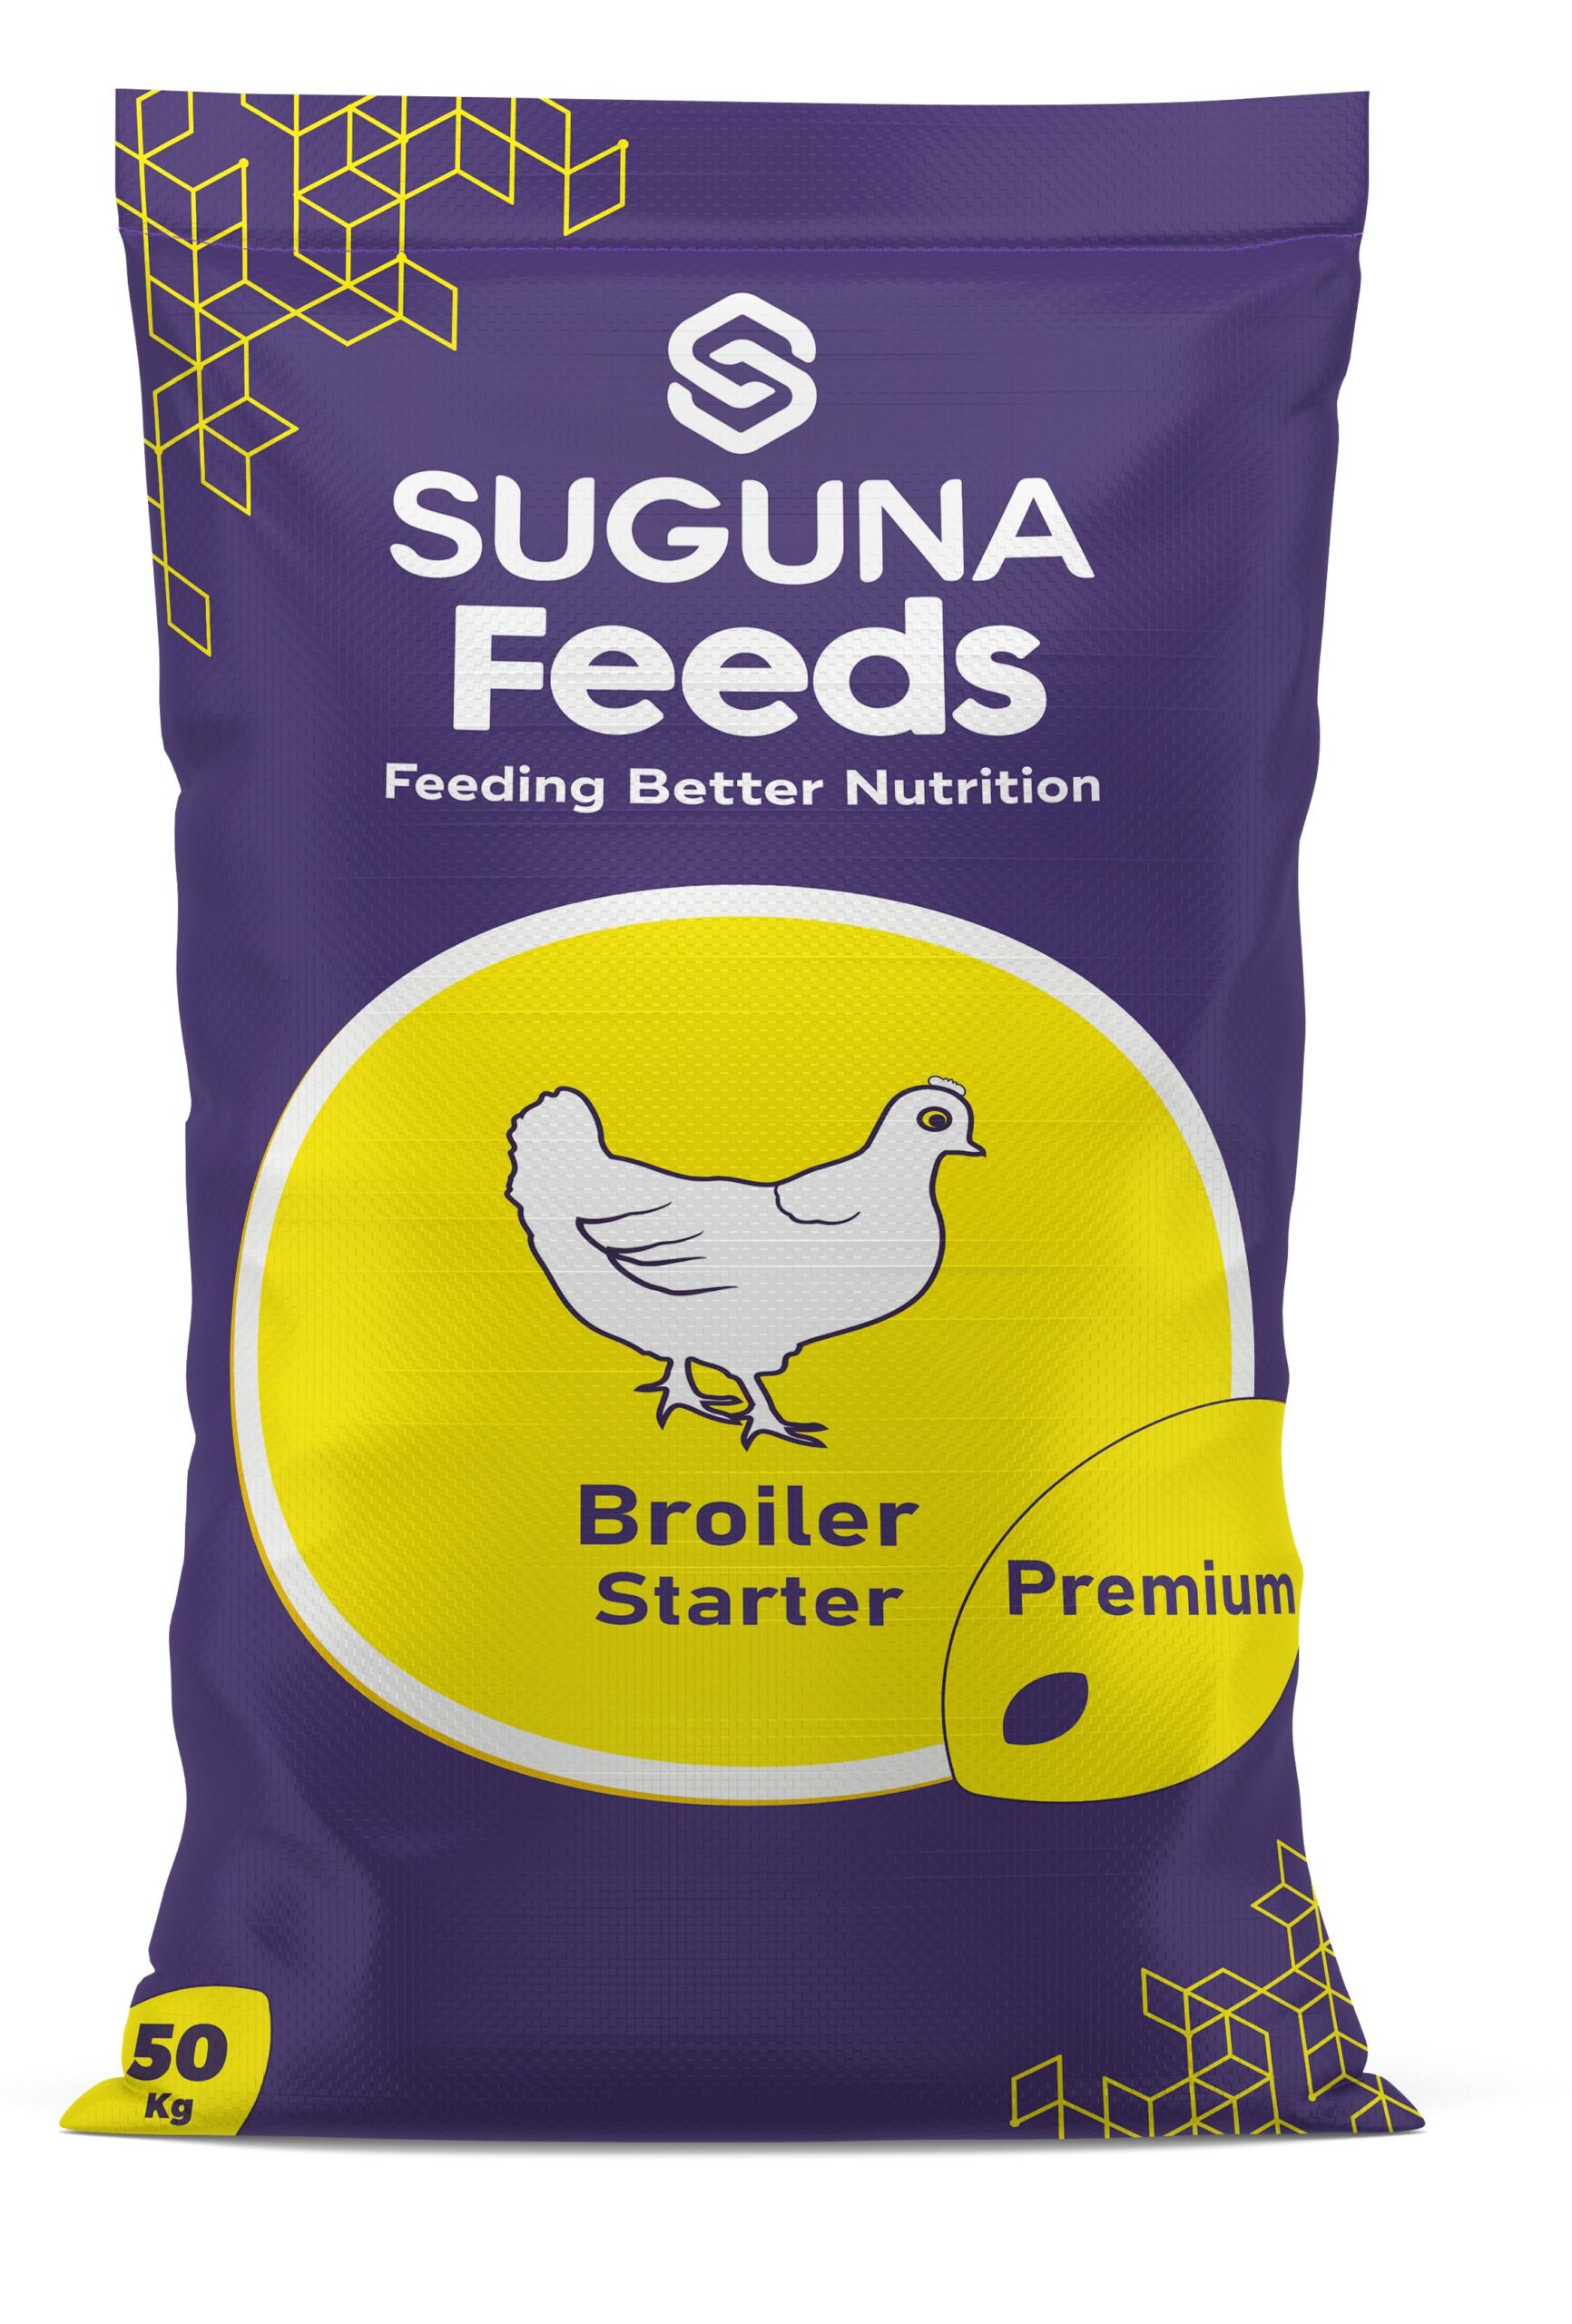 SUGUNA
Feeds
Feeding Better Nutrition
Broiler
Starter
Premium
50
Kg